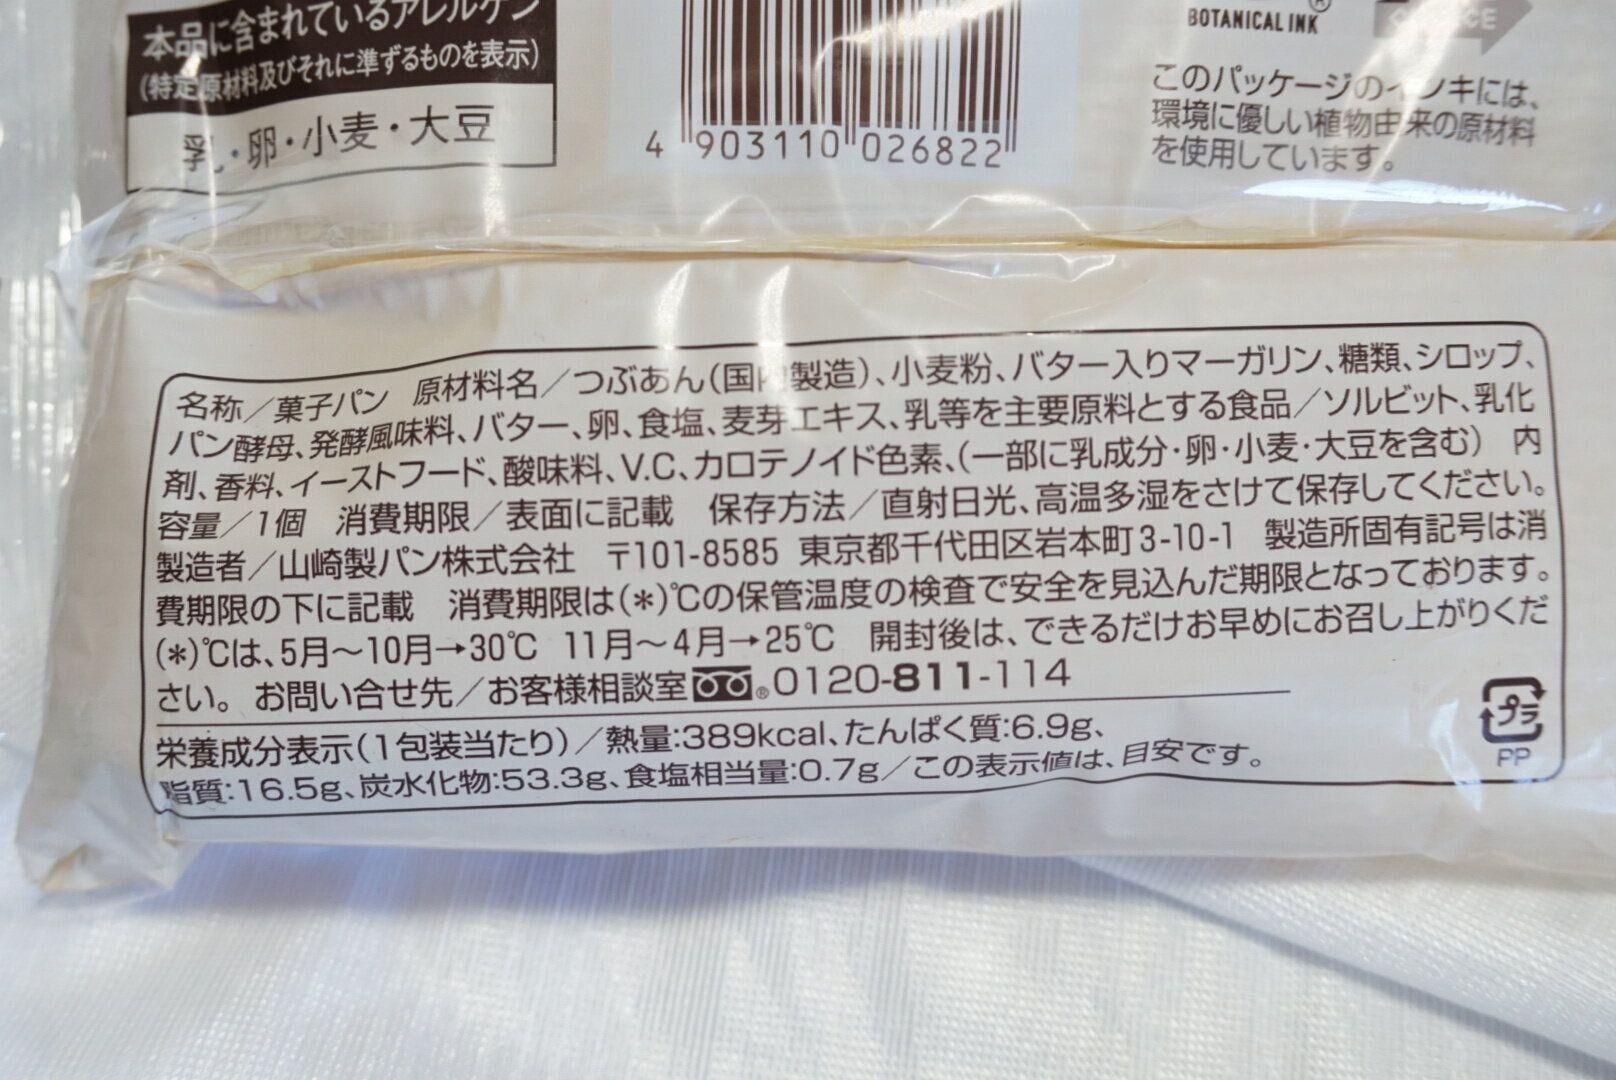 本品に含まれているアレルゲン
(特定原材料及びそれに準ずるものを表示)
乳・卵・小麦・大豆
4 903110 026822
BOTANICAL INK
このパッケージのインキには、
環境に優しい植物由来の原材料
を使用しています。
名称／菓子パン 原材料名／つぶあん(国内製造)、小麦粉、バター入りマーガリン、糖類、シロップ、
パン酵母、発酵風味料、バター、卵、食塩、麦芽エキス、乳等を主要原料とする食品／ソルビット、乳化
剤、香料、イーストフード、酸味料、V.C、カロテノイド色素、(一部に乳成分・卵・小麦・大豆を含む) 内
容量／1個 消費期限／表面に記載 保存方法／直射日光、高温多湿をさけて保存してください。
製造者／山崎製パン株式会社 〒101-8585 東京都千代田区岩本町3-10-1 製造所固有記号は消
費期限の下に記載 消費期限は(*)℃の保管温度の検査で安全を見込んだ期限となっております。
(*)℃は、5月～10月→30℃ 11月～4月→25℃ 開封後は、できるだけお早めにお召し上がりくだ
さい。お問い合せ先／お客様相談室 ®0120-811-114
栄養成分表示(1包装当たり)／熱量:389kcal、たんぱく質:6.9g、
脂質:16.5g、炭水化物:53.3g、食塩相当量:0.7g／この表示値は、目安です。
プラ
PP